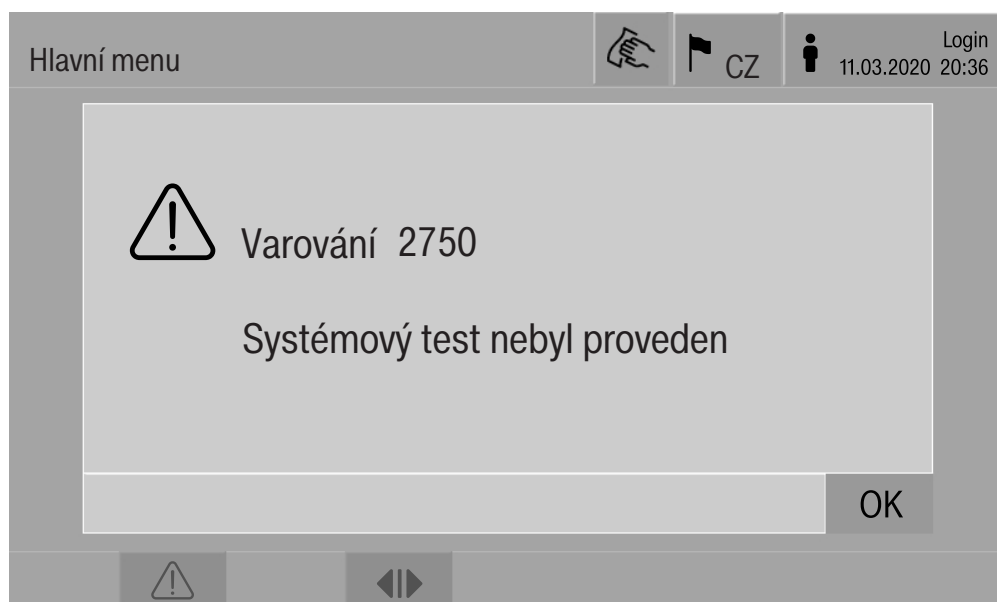 Hlavní menu
CZ
Login
11.03.2020 20:36
Varování 2750
Systémový test nebyl proveden
OK